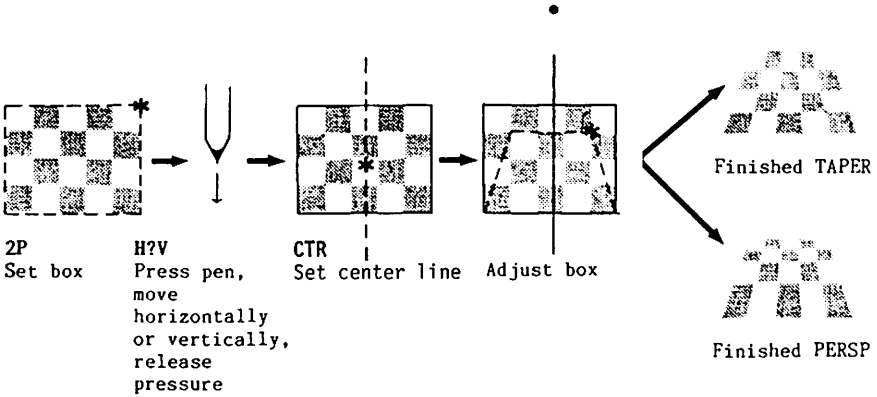 2P
Set box
H?V
Press pen,
move
horizontally
or vertically,
release
pressure
CTR
Set center line
Adjust box
Finished TAPER
Finished PERSP